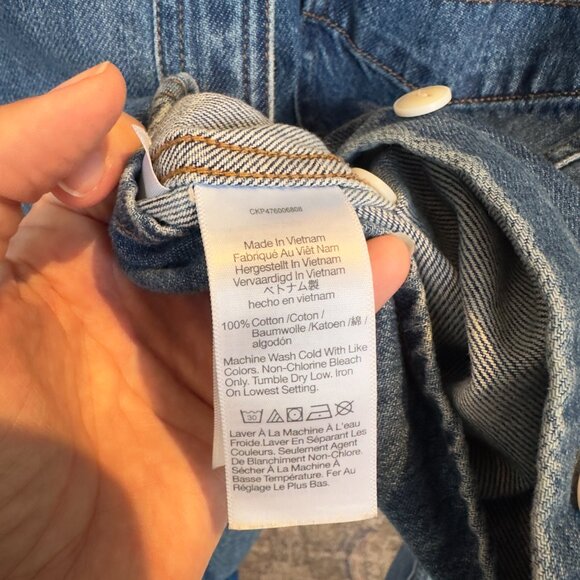 CKP476006808
Made In Vietnam
Fabriqué Au Viêt Nam
Hergestellt In Vietnam
Vervaardigd In Vietnam
ベトナム製
hecho en vietnam
100% Cotton /Coton /
Baumwolle /Katoen /綿 /
algodón
Machine Wash Cold With Like
Colors. Non-Chlorine Bleach
Only. Tumble Dry Low. Iron
On Lowest Setting.
30
Laver À La Machine À L'eau
Froide.Laver En Séparant Les
Couleurs. Seulement Agent
De Blanchiment Non-Chlor.
Sécher À La Machine À
Basse Température. Fer Au
Réglage Le Plus Bas.